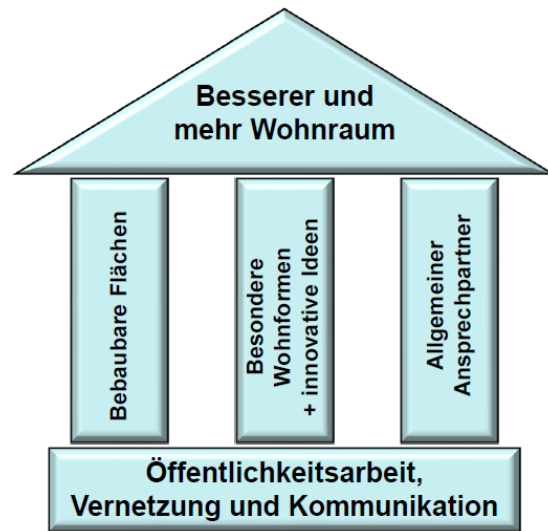 Besserer und
mehr Wohnraum
Bebaubare Flächen
Besondere
Wohnformen
+ innovative Ideen
Allgemeiner
Ansprechpartner
Öffentlichkeitsarbeit,
Vernetzung und Kommunikation